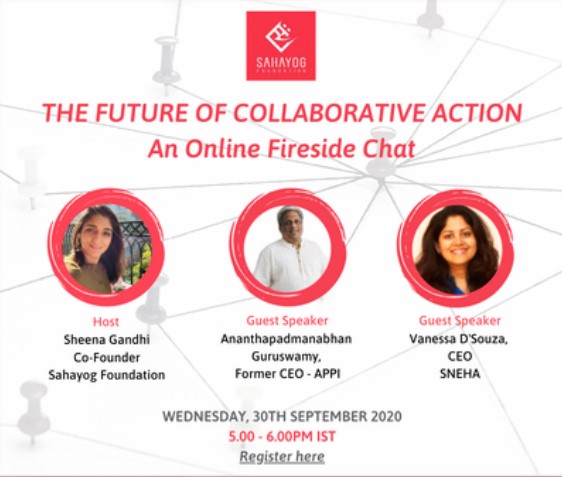 SAHAYOG
FOUNDATION
THE FUTURE OF COLLABORATIVE ACTION
An Online Fireside Chat
Host
Sheena Gandhi
Co-Founder
Sahayog Foundation
Guest Speaker
Ananthapadmanabhan
Guruswamy,
Former CEO - APPI
Guest Speaker
Vanessa D'Souza,
CEO
SNEHA
WEDNESDAY, 30TH SEPTEMBER 2020
5.00 - 6.00PM IST
Register here